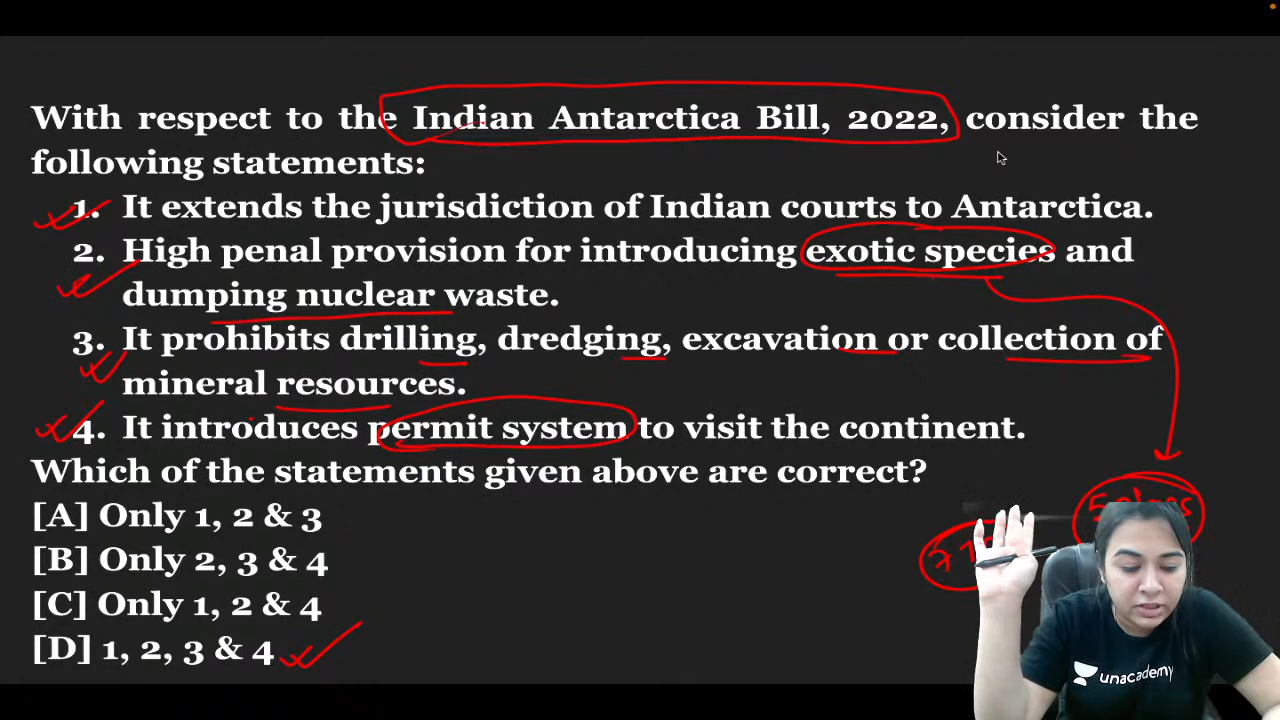 With respect to the Indian Antarctica Bill, 2022, consider the
following statements:
1. It extends the jurisdiction of Indian courts to Antarctica.
2. High penal provision for introducing exotic species and
dumping nuclear waste.
3. It prohibits drilling, dredging, excavation or collection of
mineral resources.
4. It introduces permit system to visit the continent.
Which of the statements given above are correct?
[A] Only 1, 2 & 3
[B] Only 2, 3 & 4
[C] Only 1, 2 & 4
[D] 1, 2, 3 & 4
unacademy